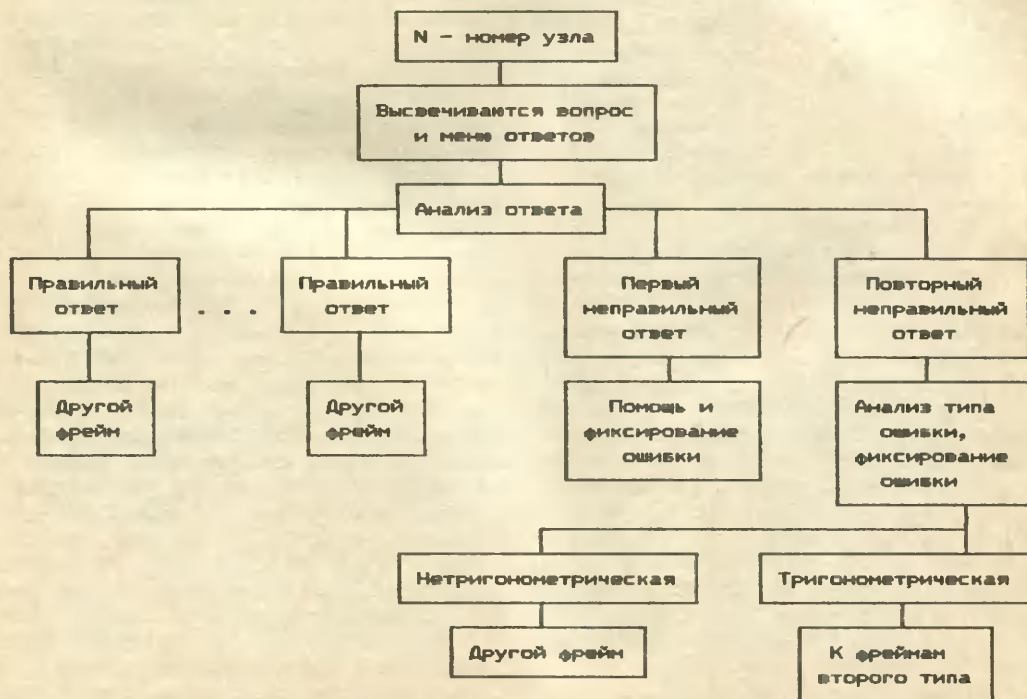 N – номер узла
Высвечиваются вопрос
и меню ответов
Анализ ответа
Правильный
ответ
. . .
Правильный
ответ
Первый
неправильный
ответ
Повторный
неправильный
ответ
Другой
фрейм
Другой
фрейм
Помощь и
фиксирование
ошибки
Анализ типа
ошибки,
фиксирование
ошибки
Нетригонометрическая
Тригонометрическая
Другой фрейм
К фреймам
второго типа